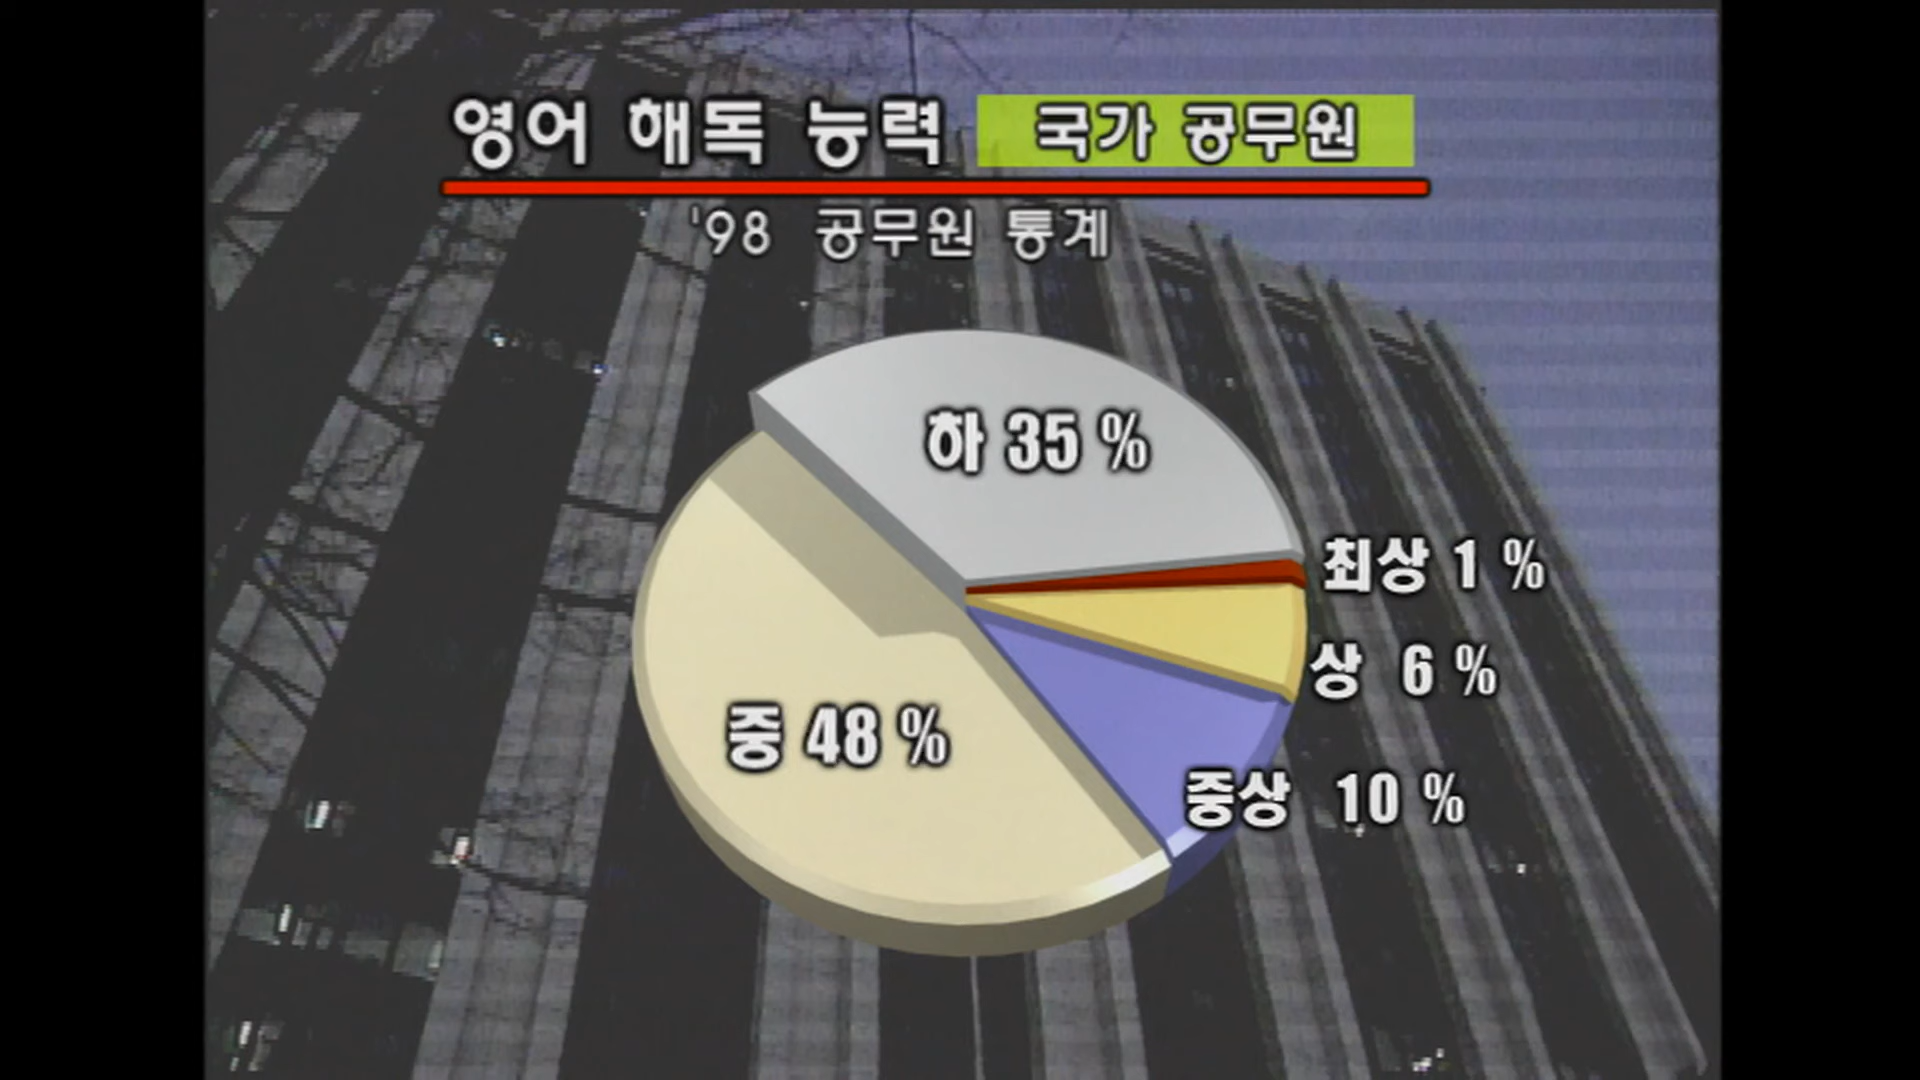 영어 해독 능력 국가 공무원
'98 공무원 통계
하 35 %
최상 1 %
상 6 %
중 48 %
중상 10 %